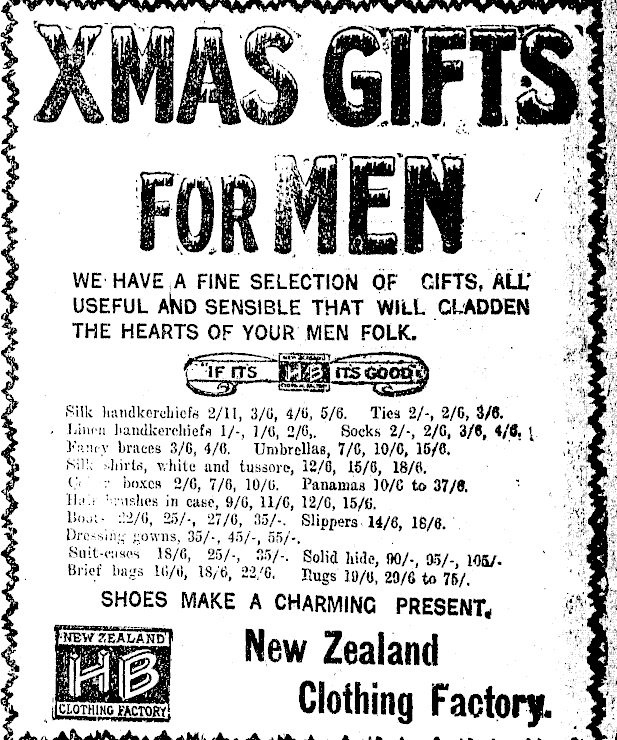 XMAS GIFTS
FOR MEN
WE HAVE A FINE SELECTION OF GIFTS, ALL
USEFUL AND SENSIBLE THAT WILL GLADDEN
THE HEARTS OF YOUR MEN FOLK.
"IF IT'S NEW ZEALAND HB CLOTHING FACTORY IT'S GOOD"
Silk handkerchiefs 2/11, 3/6, 4/6, 5/6. Ties 2/-, 2/6, 3/6.
Linen handkerchiefs 1/-, 1/6, 2/6,. Socks 2/-, 2/6, 3/6, 4/6.
Fancy braces 3/6, 4/6. Umbrellas, 7/6, 10/6, 15/6.
Silk shirts, white and tussore, 12/6, 15/6, 18/6.
boxes 2/6, 7/6, 10/6. Panamas 10/6 to 37/6.
Hair brushes in case, 9/6, 11/6, 12/6, 15/6.
Boots 22/6, 25/-, 27/6, 35/-. Slippers 14/6, 18/6.
Dressing gowns, 35/-, 45/-, 55/-.
Suit-cases 18/6, 25/-, 35/-. Solid hide, 90/-, 95/-, 105/-
Brief bags 16/6, 18/6, 22/6. Rugs 19/6, 29/6 to 75/.
SHOES MAKE A CHARMING PRESENT.
NEW ZEALAND
HB
CLOTHING FACTORY
New Zealand
Clothing Factory.